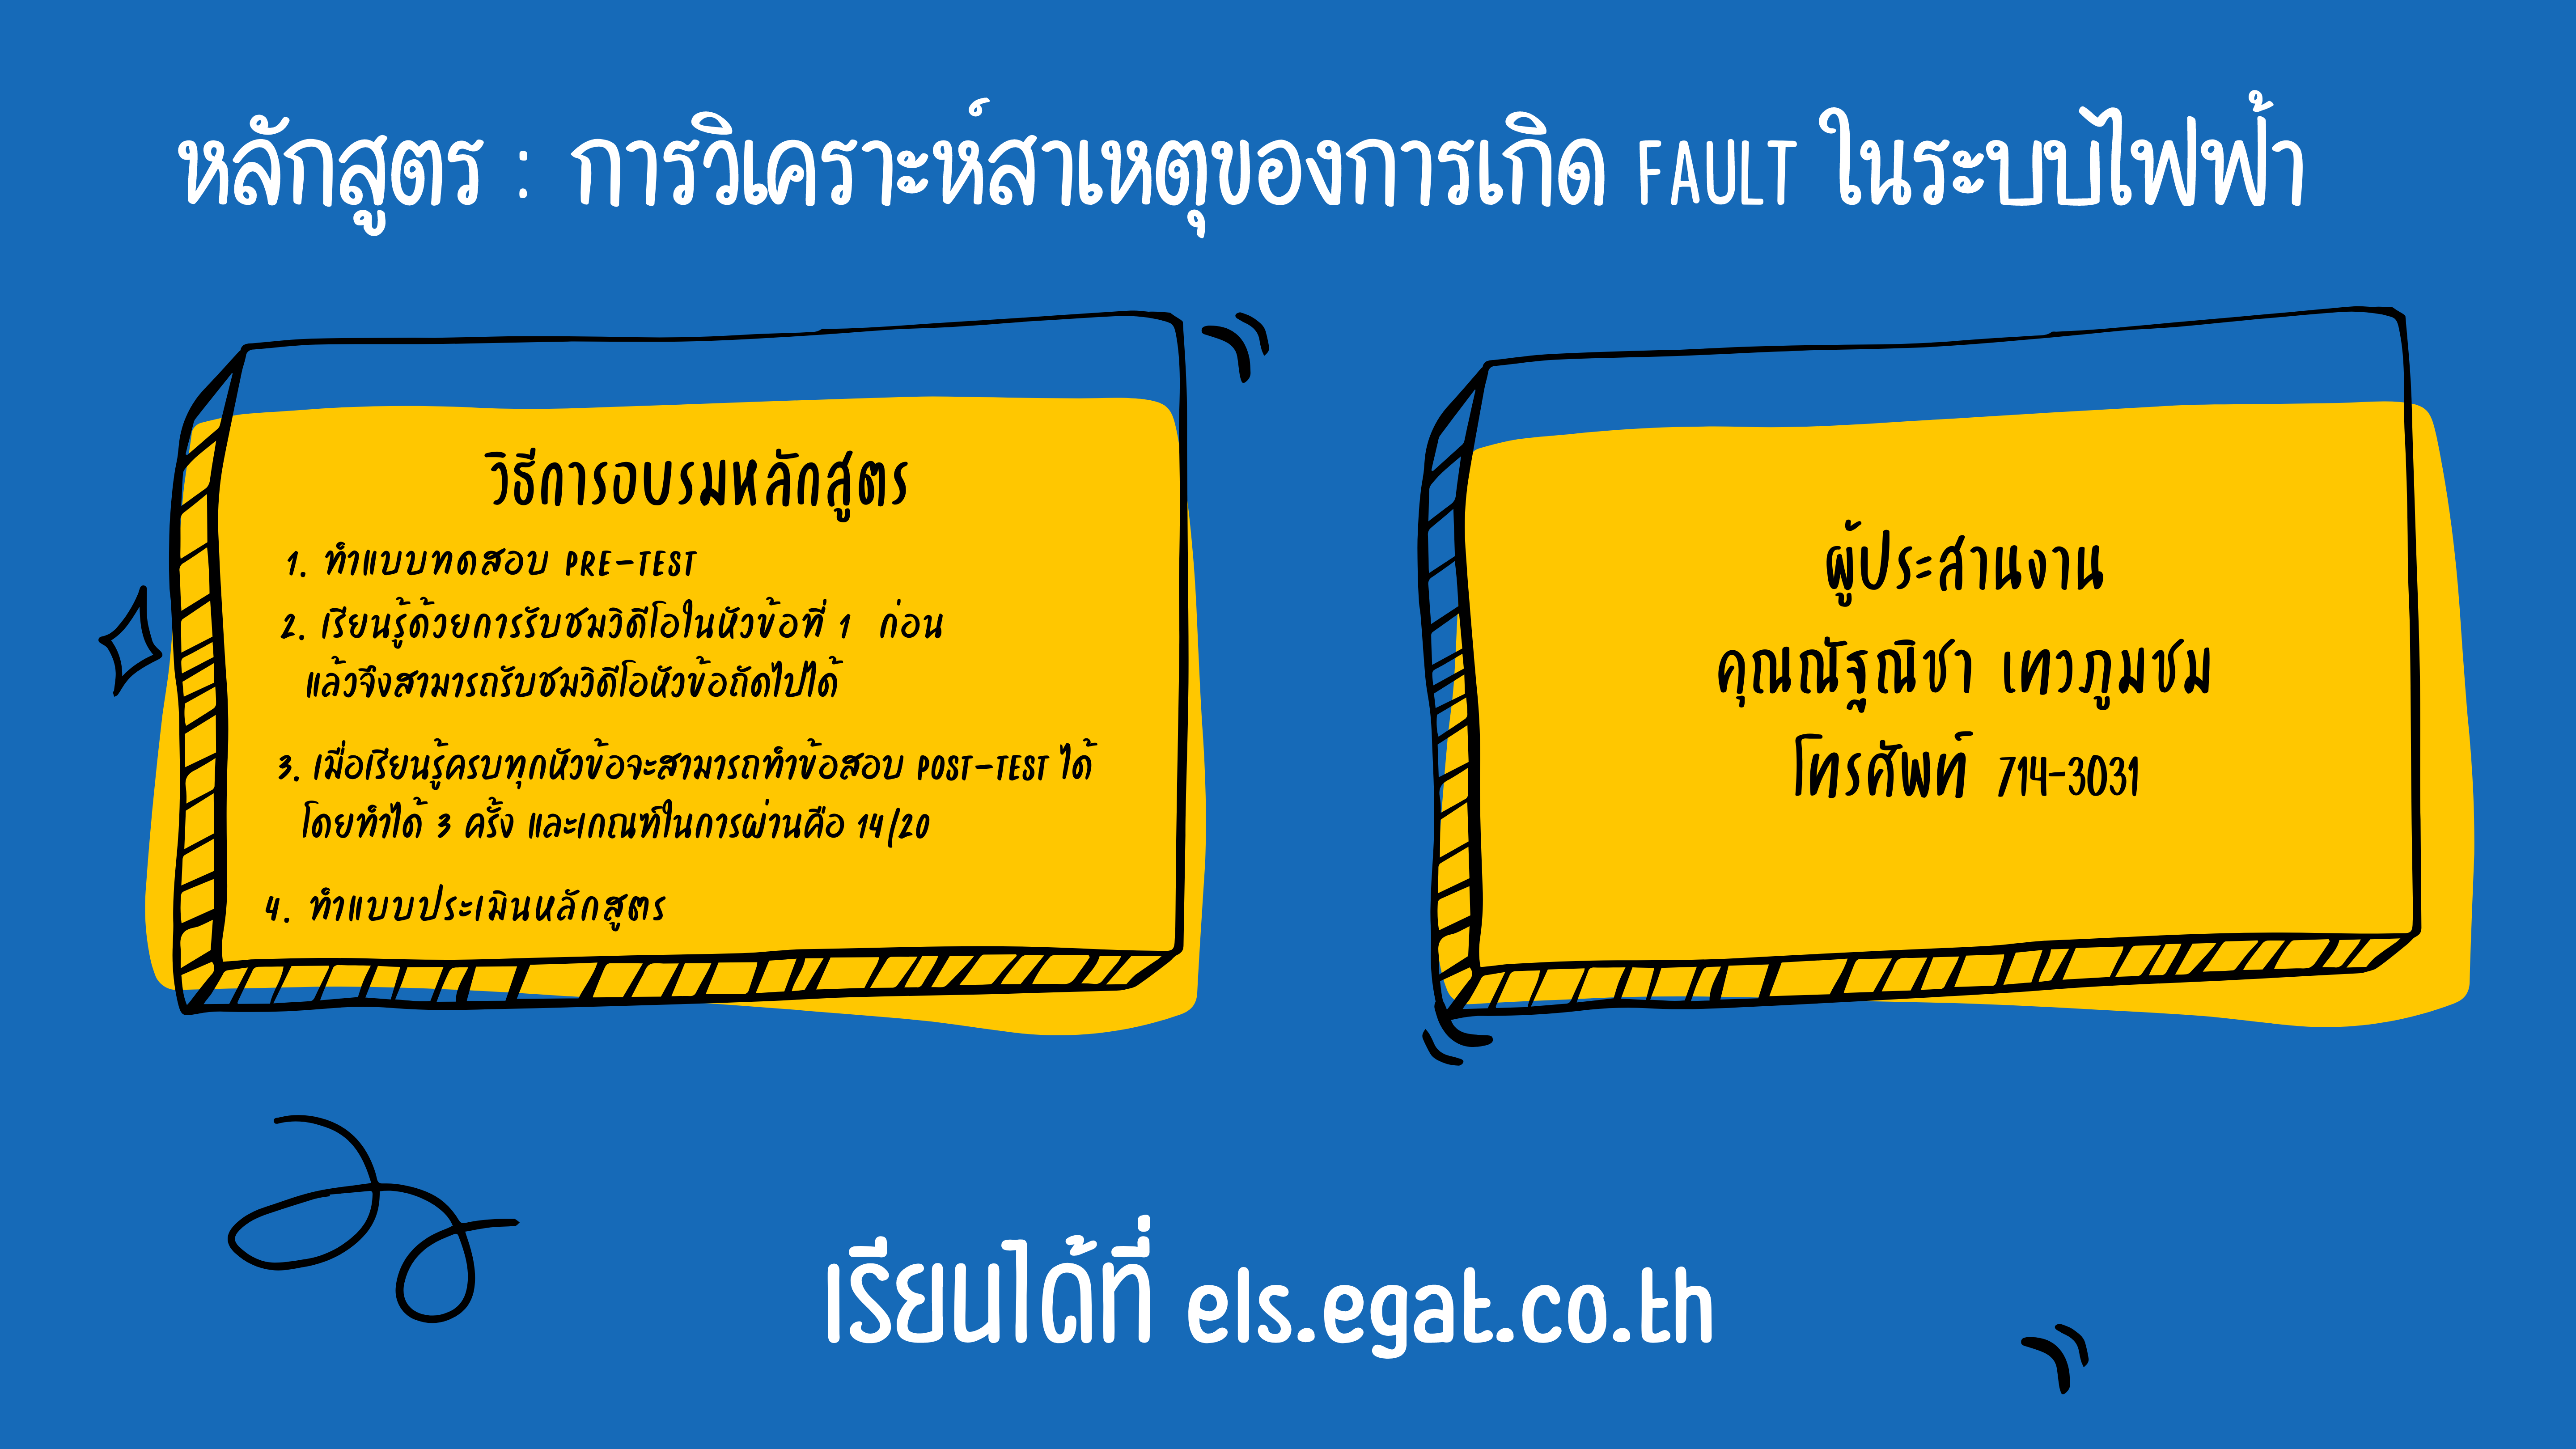 หลักสูตร : การวิเคราะห์สาเหตุของการเกิด FAULT ในระบบไฟฟ้า
วิธีการอบรมหลักสูตร
1. ทำแบบทดสอบ PRE-TEST
2. เรียนรู้ด้วยการรับชมวิดีโอในหัวข้อที่ 1 ก่อน
แล้วจึงสามารถรับชมวิดีโอหัวข้อถัดไปได้
3. เมื่อเรียนรู้ครบทุกหัวข้อจะสามารถทำข้อสอบ POST-TEST ได้
โดยทำได้ 3 ครั้ง และเกณฑ์ในการผ่านคือ 14/20
4. ทำแบบประเมินหลักสูตร
ผู้ประสานงาน
คุณณัฐณิชา เทวภูมชม
โทรศัพท์ 714-3031
เรียนได้ที่ els.egat.co.th